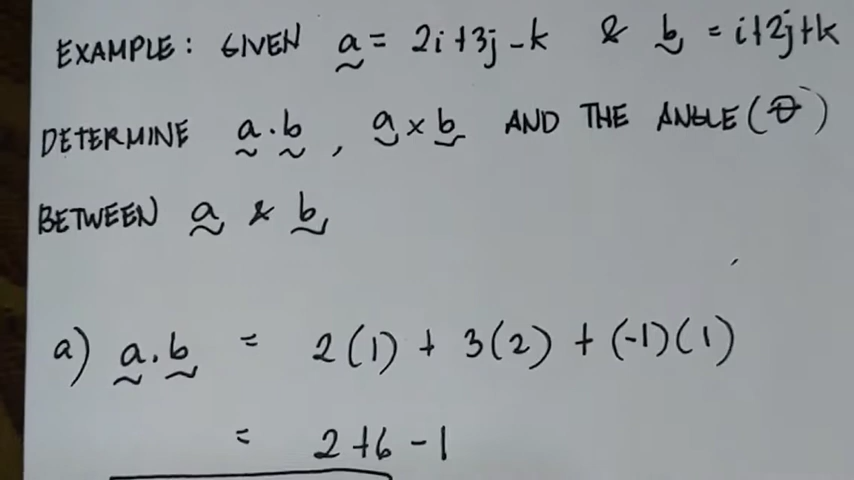 EXAMPLE: GIVEN a = 2i+3j-k & b = i+2j+k
DETERMINE a.b, a×b AND THE ANGLE (θ)
BETWEEN a & b
a) a.b = 2(1) + 3(2) + (-1)(1)
= 2+6-1